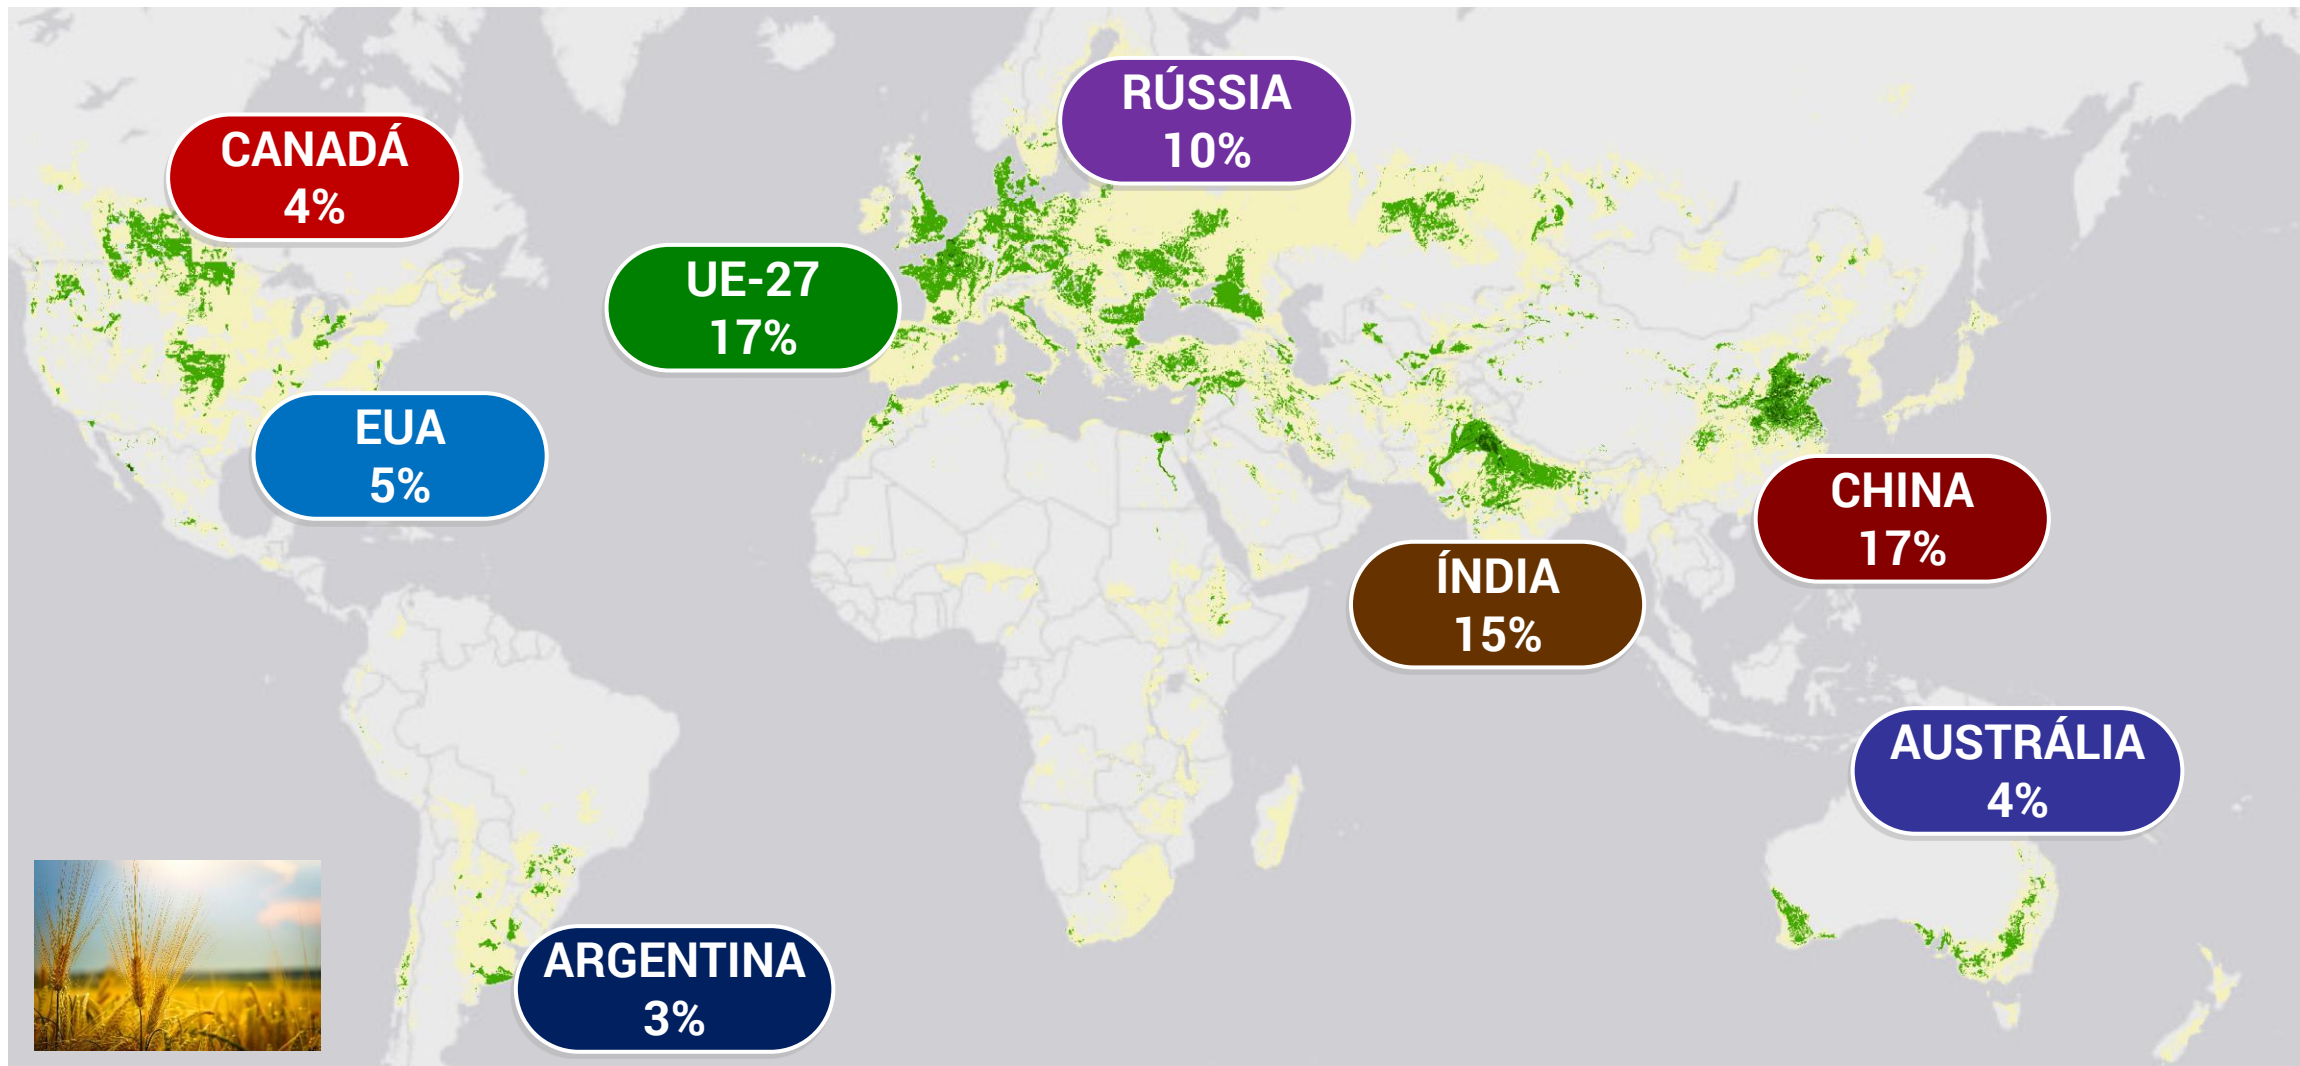 RÚSSIA
10%
CANADÁ
4%
UE-27
17%
EUA
5%
CHINA
17%
ÍNDIA
15%
AUSTRÁLIA
4%
ARGENTINA
3%